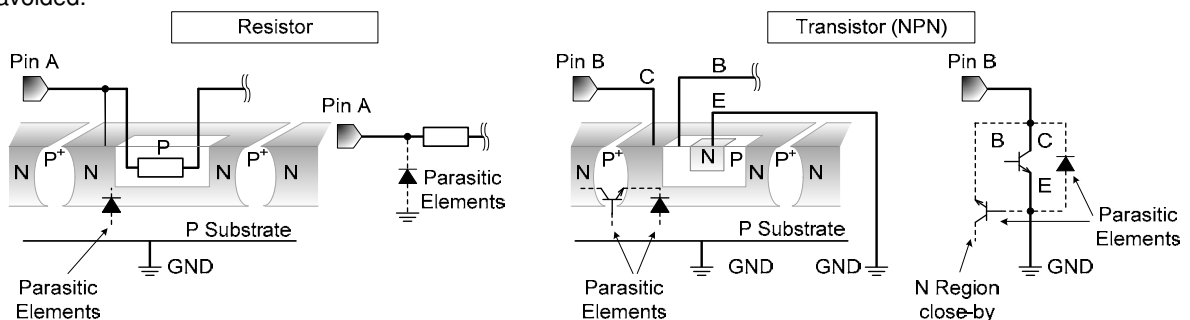 avoided.
Resistor
Transistor (NPN)
Pin A
Pin A
N
P+
N
P
N
P+
N
Parasitic
Elements
P Substrate
GND
Parasitic
Elements
Pin B
C
B
E
N
P+
N
N
P
N
P+
N
P Substrate
GND
GND
Parasitic
Elements
Pin B
B
C
E
Parasitic
Elements
GND
N Region
close-by